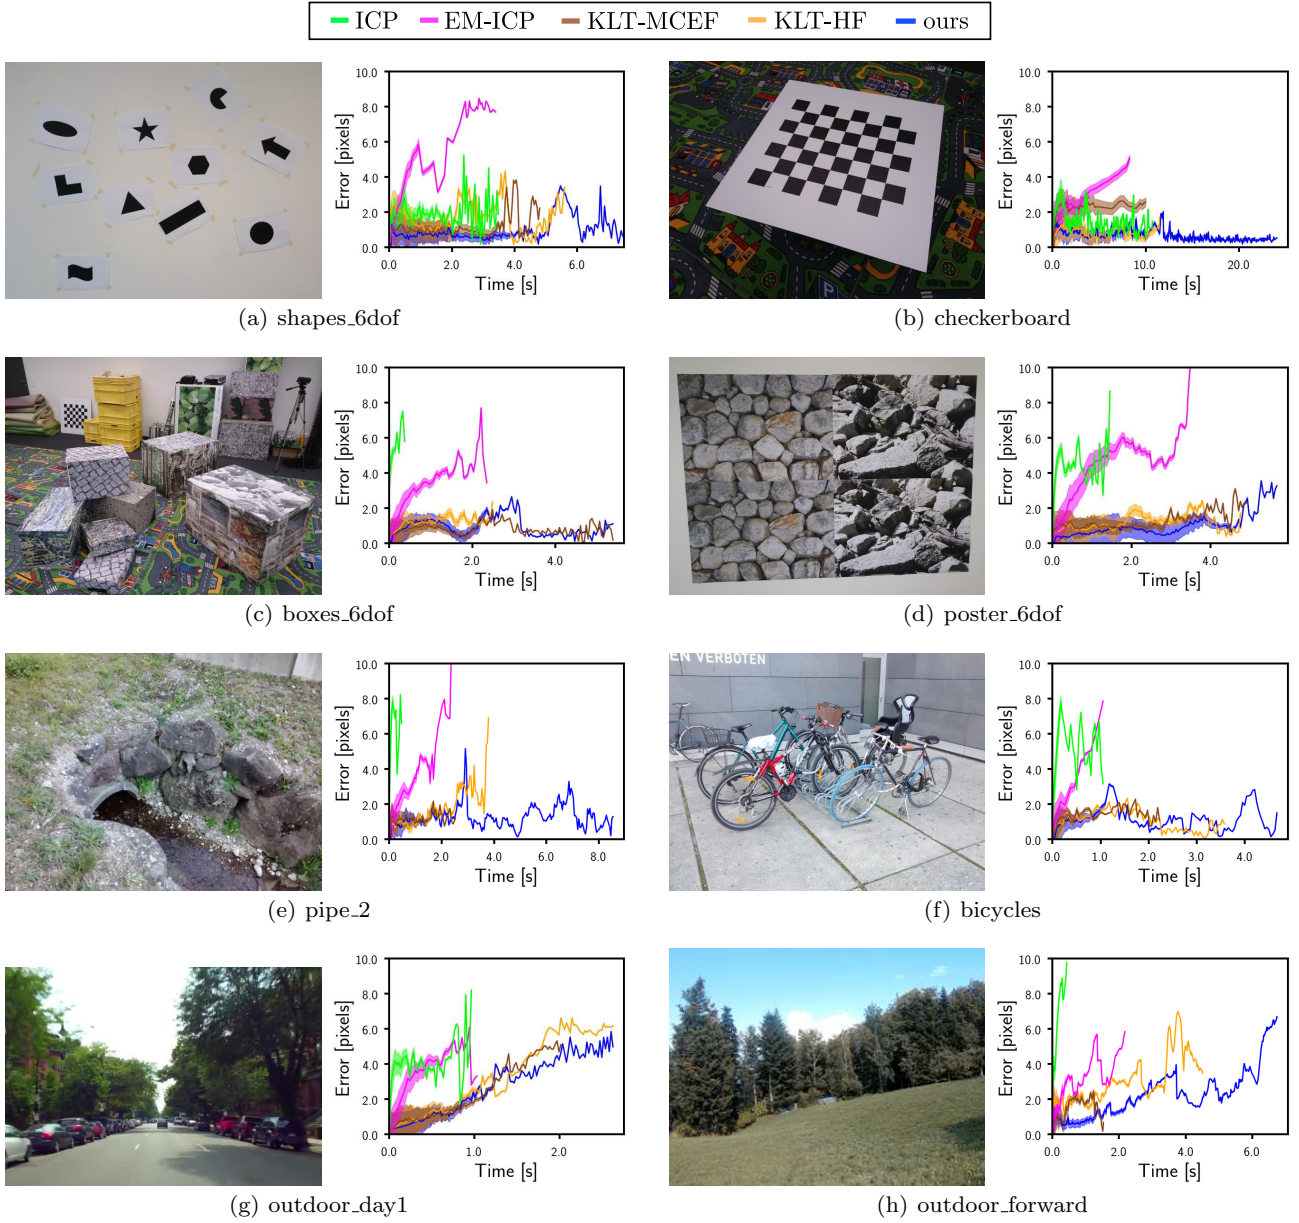 ICP EM-ICP KLT-MCEF KLT-HF ours
10.0
8.0
6.0
4.0
2.0
0.0
Error [pixels]
0.0 2.0 4.0 6.0
Time [s]
(a) shapes_6dof
10.0
8.0
6.0
4.0
2.0
0.0
Error [pixels]
0.0 10.0 20.0
Time [s]
P
(b) checkerboard
10.0
8.0
6.0
4.0
2.0
0.0
Error [pixels]
0.0 2.0 4.0
Time [s]
(c) boxes_6dof
10.0
8.0
6.0
4.0
2.0
0.0
Error [pixels]
0.0 2.0 4.0
Time [s]
(d) poster_6dof
10.0
8.0
6.0
4.0
2.0
0.0
Error [pixels]
0.0 2.0 4.0 6.0 8.0
Time [s]
(e) pipe_2
EN VERBOTEN
10.0
8.0
6.0
4.0
2.0
0.0
Error [pixels]
0.0 1.0 2.0 3.0 4.0
Time [s]
(f) bicycles
10.0
8.0
6.0
4.0
2.0
0.0
Error [pixels]
0.0 1.0 2.0
Time [s]
(g) outdoor_day1
10.0
8.0
6.0
4.0
2.0
0.0
Error [pixels]
0.0 2.0 4.0 6.0
Time [s]
(h) outdoor_forward